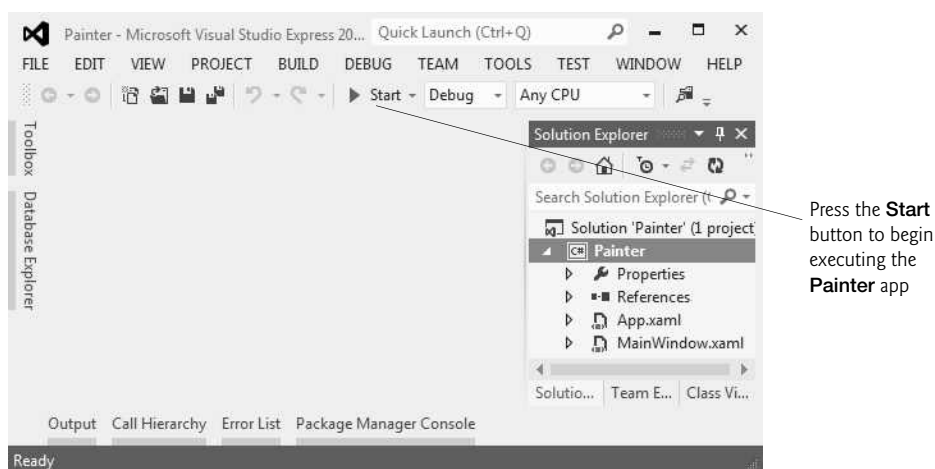 Painter - Microsoft Visual Studio Express 20... Quick Launch (Ctrl+Q)
FILE EDIT VIEW PROJECT BUILD DEBUG TEAM TOOLS TEST WINDOW HELP
Start Debug Any CPU
Toolbox
Database Explorer
Solution Explorer
Search Solution Explorer (
Solution 'Painter' (1 project
C# Painter
Properties
References
App.xaml
MainWindow.xaml
Solutio... Team E... Class Vi...
Output Call Hierarchy Error List Package Manager Console
Ready
Press the Start
button to begin
executing the
Painter app